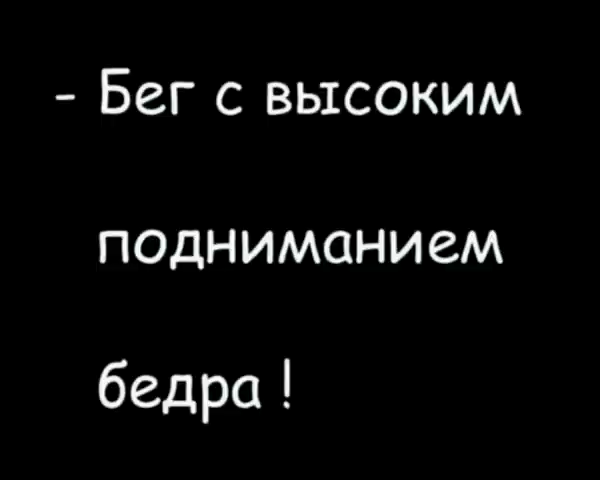 - Бег с высоким
подниманием
бедра !